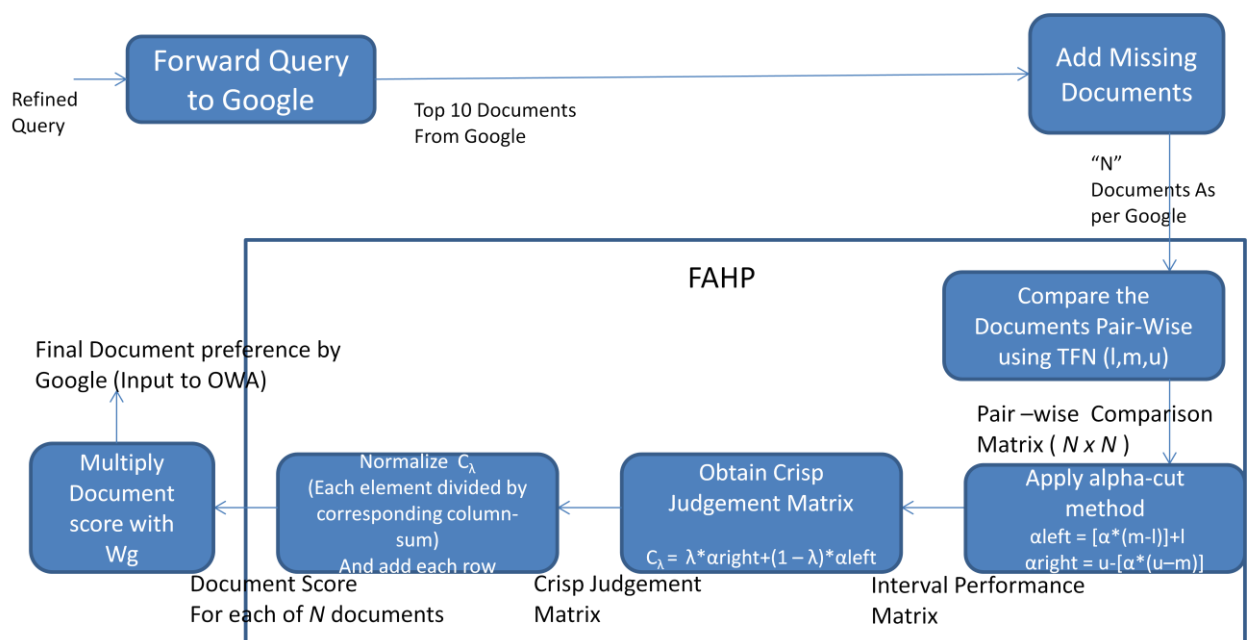 Forward Query
to Google
Add Missing
Documents
Refined
Query
Top 10 Documents
From Google
“N”
Documents As
per Google
FAHP
Compare the
Documents Pair-Wise
using TFN (l,m,u)
Final Document preference by
Google (Input to OWA)
Pair –wise Comparison
Matrix ( N x N )
Multiply
Document
score with
Wg
Normalize Cλ
(Each element divided by
corresponding column-
sum)
And add each row
Obtain Crisp
Judgement Matrix
Cλ = λ*αright+(1 – λ)*αleft
Apply alpha-cut
method
αleft = [α*(m-l)]+l
αright = u-[α*(u–m)]
Document Score
For each of N documents
Crisp Judgement
Matrix
Interval Performance
Matrix